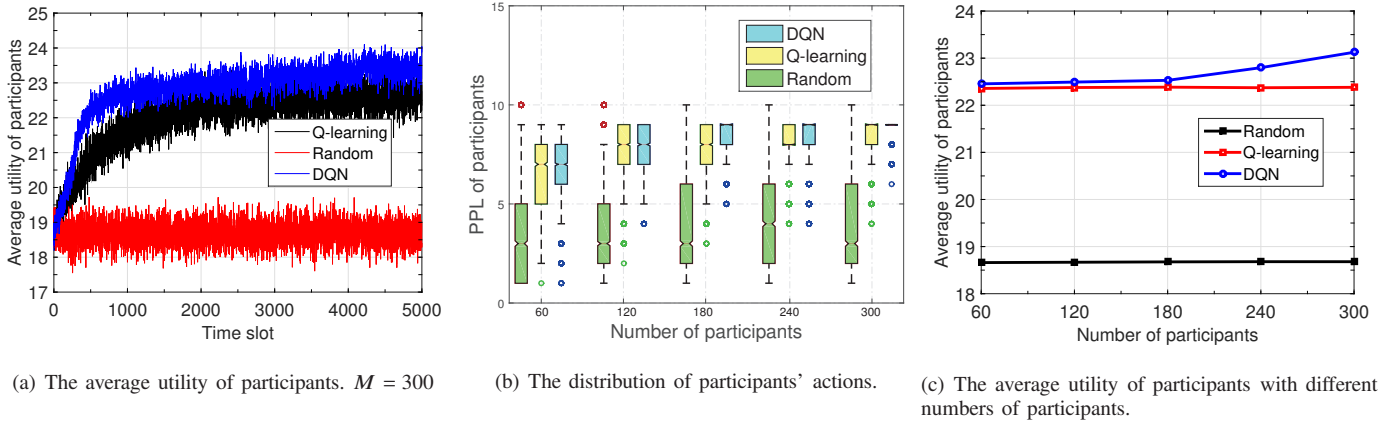 25
24
23
22
21
20
19
18
17
0
1000
2000
3000
4000
5000
Average utility of participants
Time slot
Q-learning
Random
DQN
(a) The average utility of participants. M = 300
15
10
5
0
60
120
180
240
300
PPL of participants
Number of participants
DQN
Q-learning
Random
(b) The distribution of participants' actions.
24
23
22
21
20
19
18
60
120
180
240
300
Average utility of participants
Number of participants
Random
Q-learning
DQN
(c) The average utility of participants with different
numbers of participants.